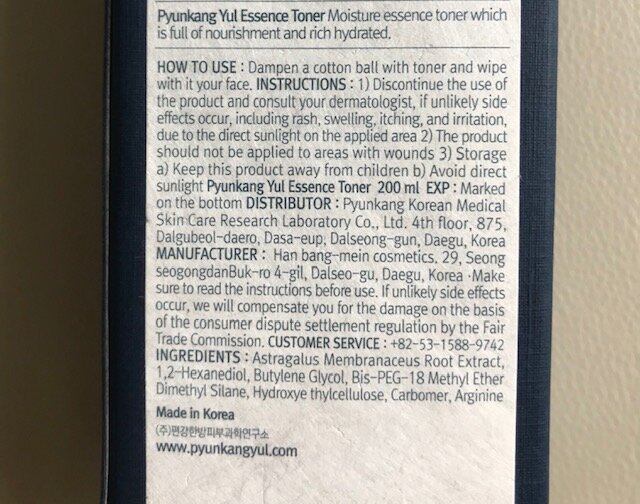 Pyunkang Yul Essence Toner Moisture essence toner which
is full of nourishment and rich hydrated.
HOW TO USE : Dampen a cotton ball with toner and wipe
with it your face. INSTRUCTIONS : 1) Discontinue the use of
the product and consult your dermatologist, if unlikely side
effects occur, including rash, swelling, itching, and irritation,
due to the direct sunlight on the applied area 2) The product
should not be applied to areas with wounds 3) Storage
a) Keep this product away from children b) Avoid direct
sunlight Pyunkang Yul Essence Toner 200 ml EXP : Marked
on the bottom DISTRIBUTOR : Pyunkang Korean Medical
Skin Care Research Laboratory Co., Ltd. 4th floor, 875,
Dalgubeol-daero, Dasa-eup, Dalseong-gun, Daegu, Korea
MANUFACTURER : Han bang-mein cosmetics. 29, Seong
seogongdanBuk-ro 4-gil, Dalseo-gu, Daegu, Korea ·Make
sure to read the instructions before use. If unlikely side effects
occur, we will compensate you for the damage on the basis
of the consumer dispute settlement regulation by the Fair
Trade Commission. CUSTOMER SERVICE : +82-53-1588-9742
INGREDIENTS : Astragalus Membranaceus Root Extract,
1,2-Hexanediol, Butylene Glycol, Bis-PEG-18 Methyl Ether
Dimethyl Silane, Hydroxye thylcellulose, Carbomer, Arginine
Made in Korea
(주)편강한방피부과학연구소
www.pyunkangyul.com